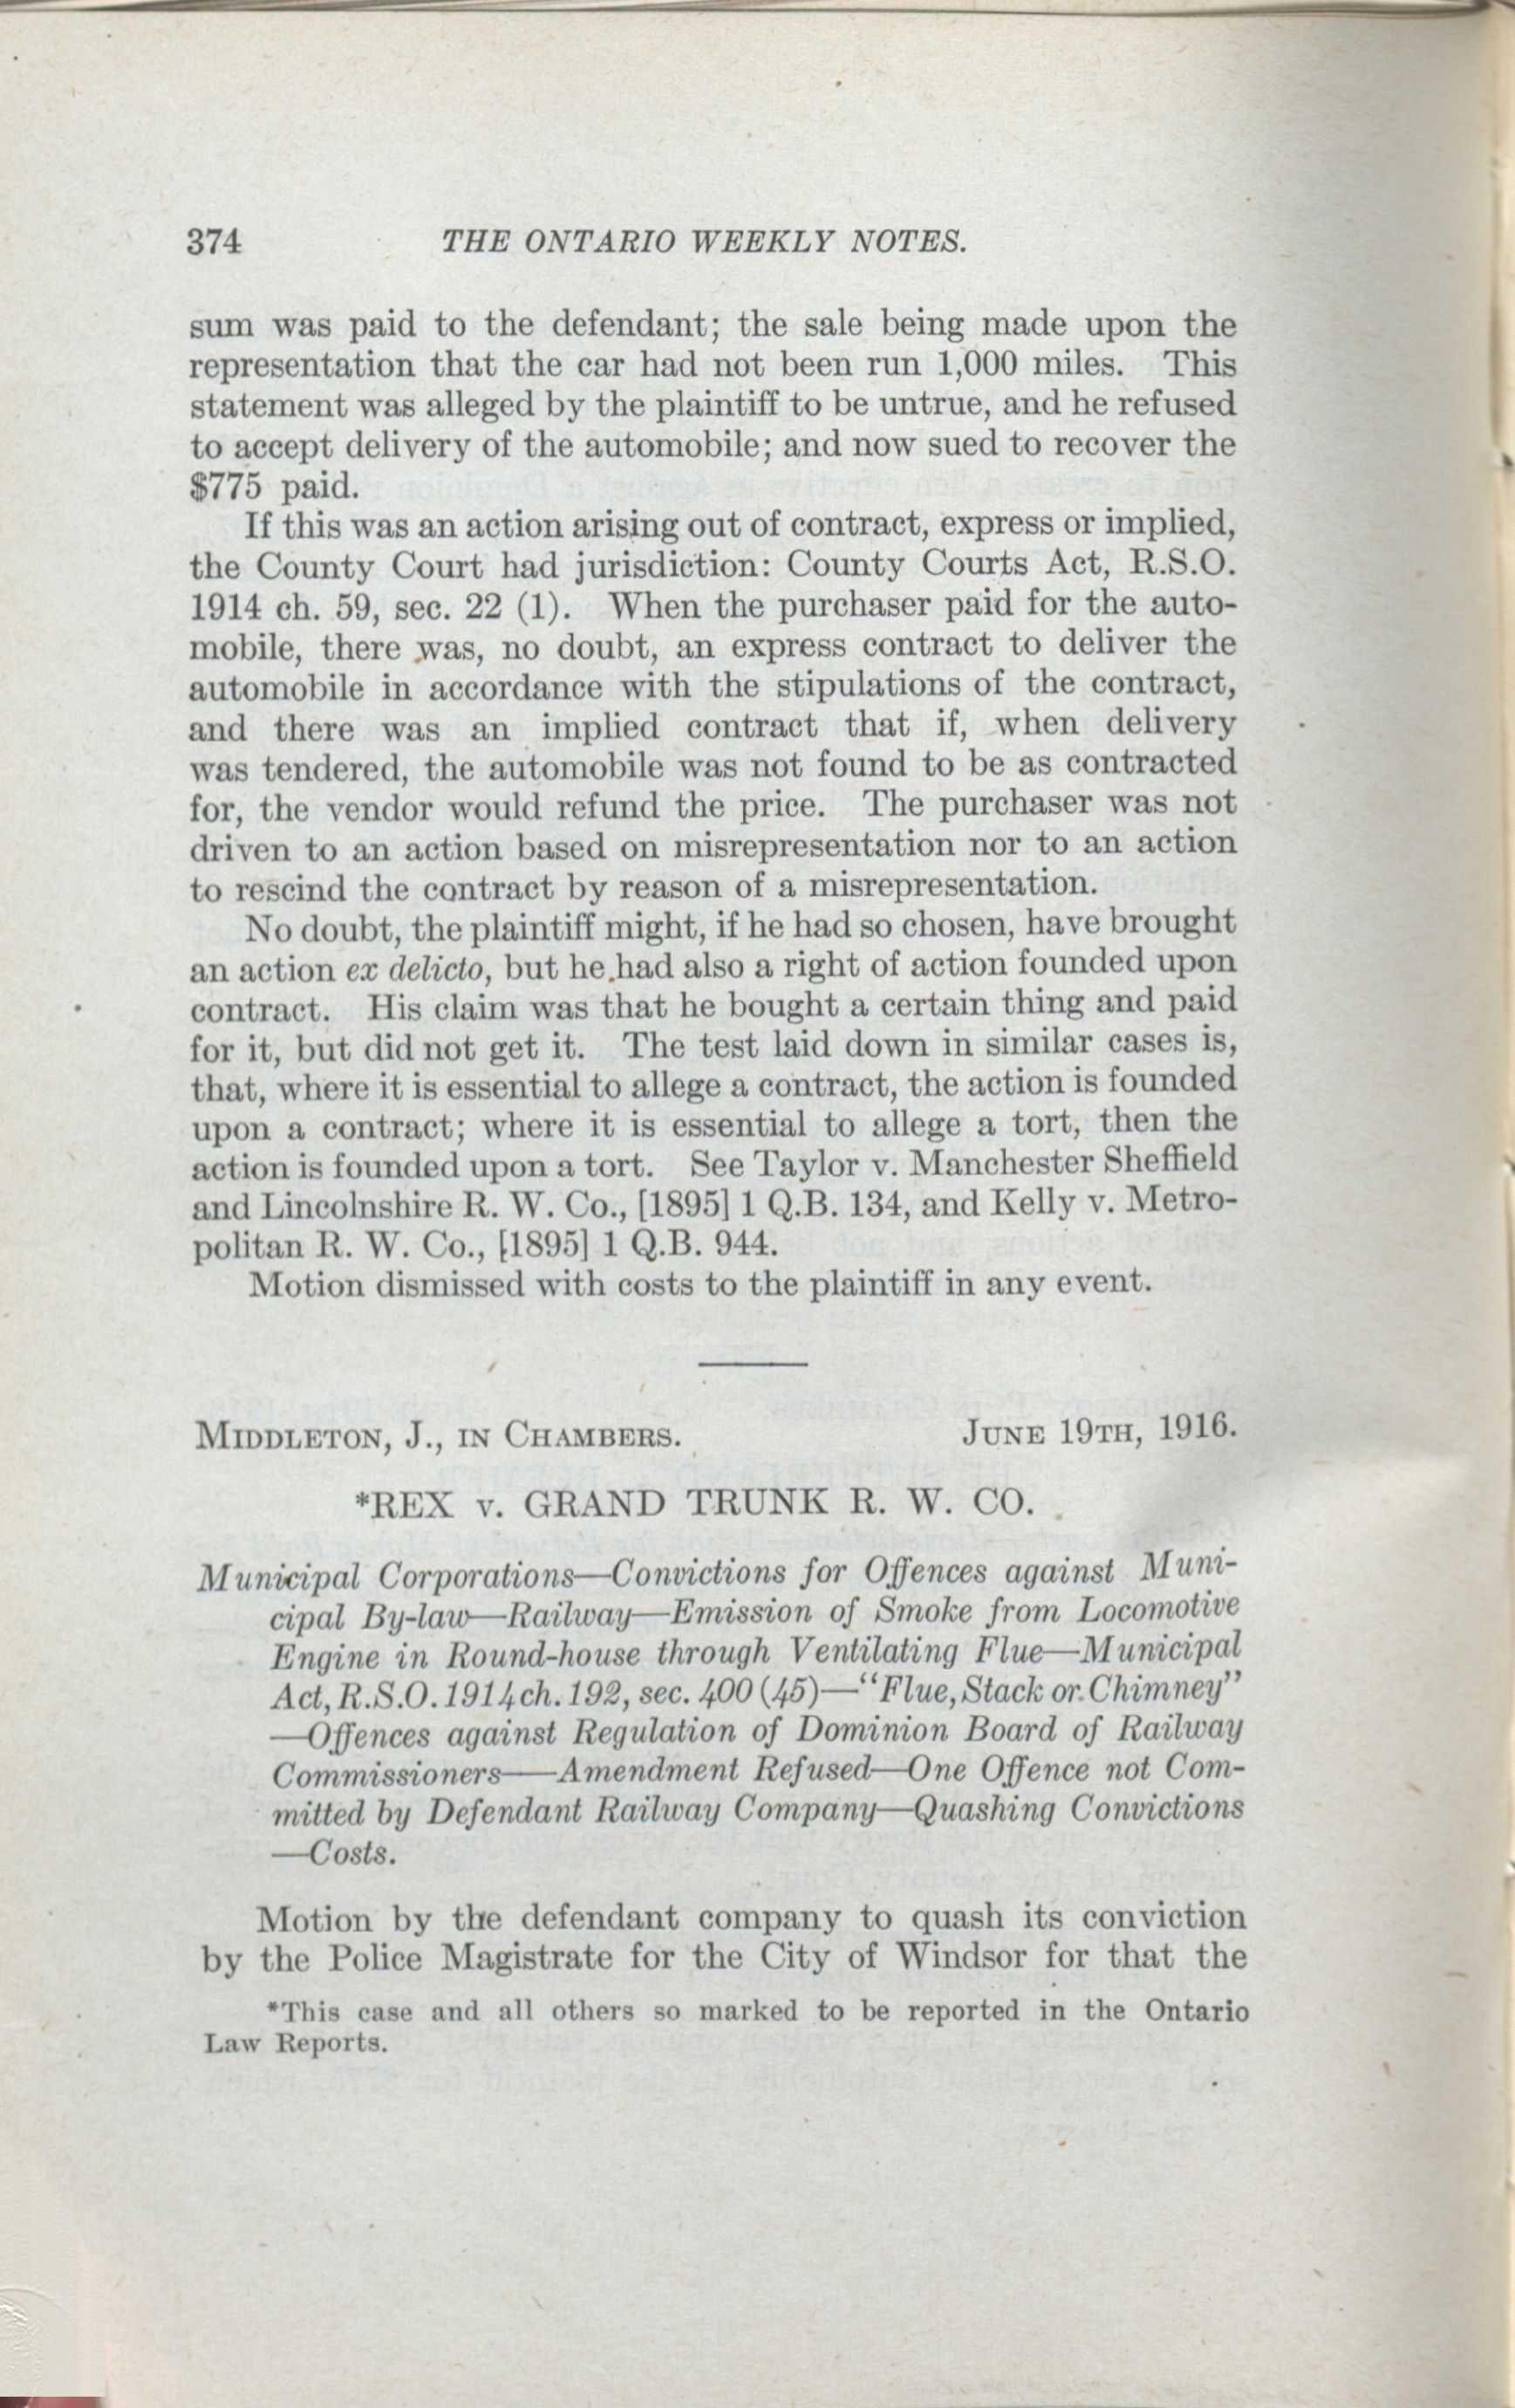 374 THE ONTARIO WEEKLY NOTES.
sum was paid to the defendant; the sale being made upon the
representation that the car had not been run 1,000 miles. This
statement was alleged by the plaintiff to be untrue, and he refused
to accept delivery of the automobile; and now sued to recover the
$775 paid.
If this was an action arising out of contract, express or implied,
the County Court had jurisdiction: County Courts Act, R.S.O.
1914 ch. 59, sec. 22 (1). When the purchaser paid for the auto-
mobile, there was, no doubt, an express contract to deliver the
automobile in accordance with the stipulations of the contract,
and there was an implied contract that if, when delivery
was tendered, the automobile was not found to be as contracted
for, the vendor would refund the price. The purchaser was not
driven to an action based on misrepresentation nor to an action
to rescind the contract by reason of a misrepresentation.
No doubt, the plaintiff might, if he had so chosen, have brought
an action ex delicto, but he had also a right of action founded upon
contract. His claim was that he bought a certain thing and paid
for it, but did not get it. The test laid down in similar cases is,
that, where it is essential to allege a contract, the action is founded
upon a contract; where it is essential to allege a tort, then the
action is founded upon a tort. See Taylor v. Manchester Sheffield
and Lincolnshire R. W. Co., [1895] 1 Q.B. 134, and Kelly v. Metro-
politan R. W. Co., [1895] 1 Q.B. 944.
Motion dismissed with costs to the plaintiff in any event.
MIDDLETON, J., IN CHAMBERS. JUNE 19TH, 1916.
*REX v. GRAND TRUNK R. W. CO.
Municipal Corporations—Convictions for Offences against Muni-
cipal By-law—Railway—Emission of Smoke from Locomotive
Engine in Round-house through Ventilating Flue—Municipal
Act, R.S.O. 1914 ch. 192, sec. 400 (45)—"Flue, Stack or Chimney"
—Offences against Regulation of Dominion Board of Railway
Commissioners—Amendment Refused—One Offence not Com-
mitted by Defendant Railway Company—Quashing Convictions
—Costs.
Motion by the defendant company to quash its conviction
by the Police Magistrate for the City of Windsor for that the
*This case and all others so marked to be reported in the Ontario
Law Reports.